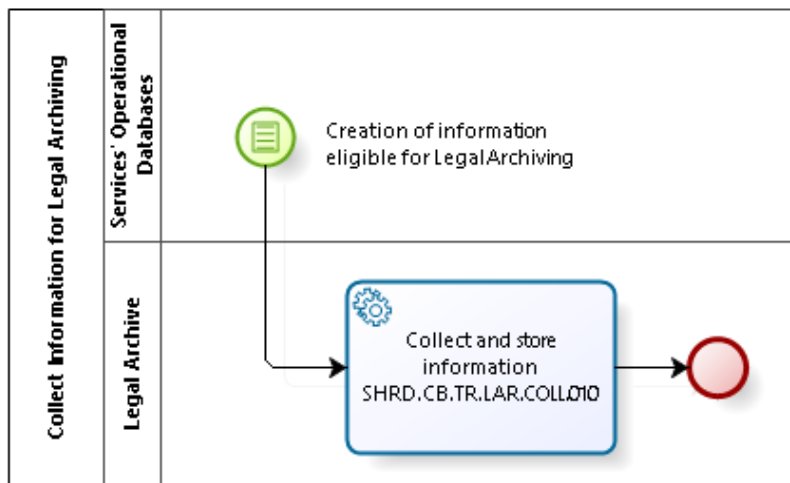 Collect Information for Legal Archiving
Services' Operational
Databases
Creation of information
eligible for Legal Archiving
Legal Archive
Collect and store
information
SHRD.CB.TR.LAR.COLL.010